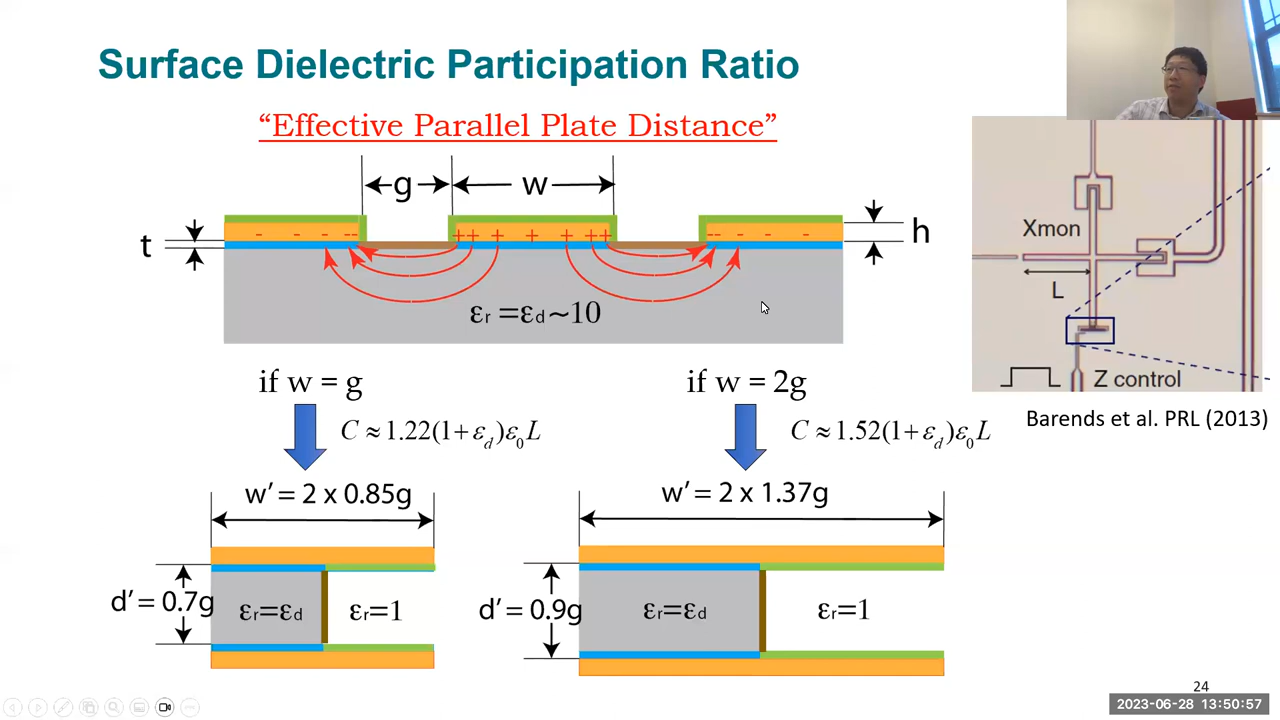 Surface Dielectric Participation Ratio
“Effective Parallel Plate Distance”
g
w
t
h
εr =εd~10
Xmon
L
Z control
Barends et al. PRL (2013)
if w = g
C ≈ 1.22(1+εd)ε0L
w’ = 2 x 0.85g
d’ = 0.7g
εr=εd
εr=1
if w = 2g
C ≈ 1.52(1+εd)ε0L
w’ = 2 x 1.37g
d’ = 0.9g
εr=εd
εr=1
24
2023-06-28 13:50:57